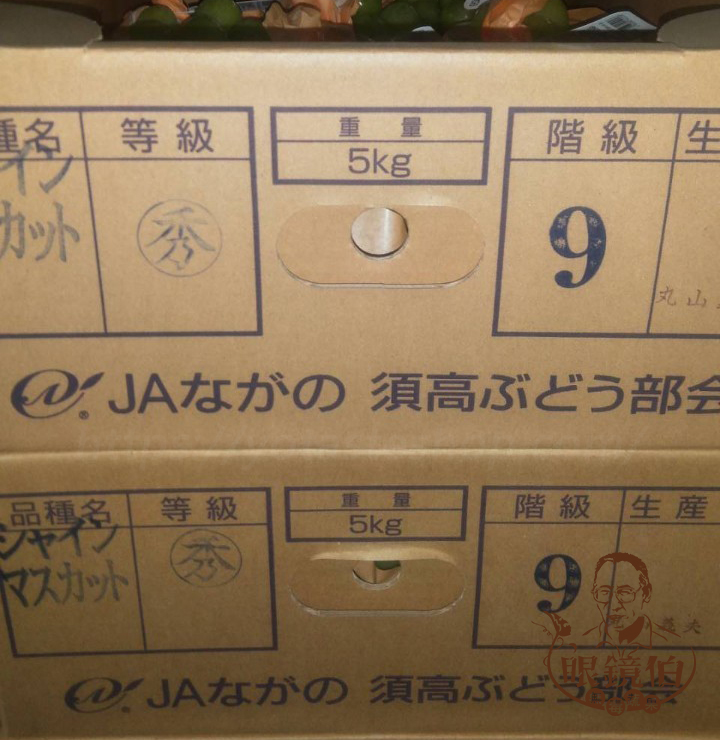 種名 等級 重量 階級 生
イン
カット
秀
5kg
9
丸山
JAながの 須高ぶどう部会
品種名 等級 重量 階級 生産
シャイン
マスカット
秀
5kg
9
義夫
JAながの 須高ぶどう部会
眼鏡伯